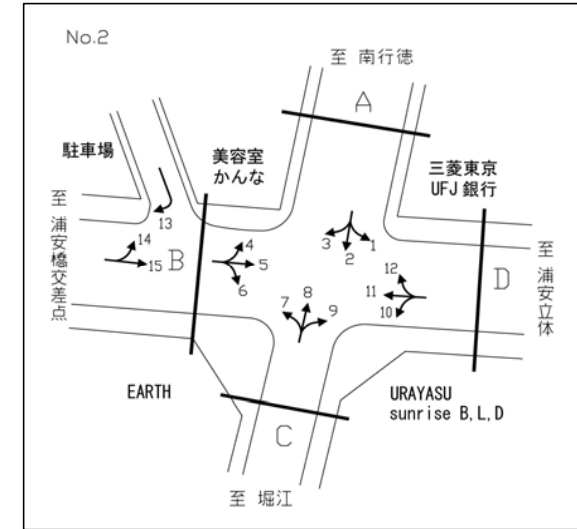 No.2
至 南行徳
A
駐車場
美容室
かんな
三菱東京
UFJ 銀行
至 浦安橋交差点
13
14
15
B
4
5
6
3
2
1
12
11
10
D
至 浦安立体
7
8
9
EARTH
URAYASU
sunrise B,L,D
C
至 堀江